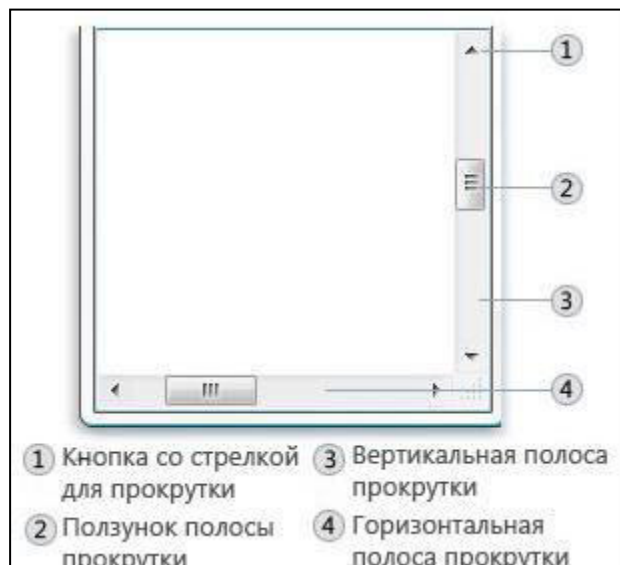 1
2
3
4
1 Кнопка со стрелкой
для прокрутки
2 Ползунок полосы
прокрутки
3 Вертикальная полоса
прокрутки
4 Горизонтальная
полоса прокрутки